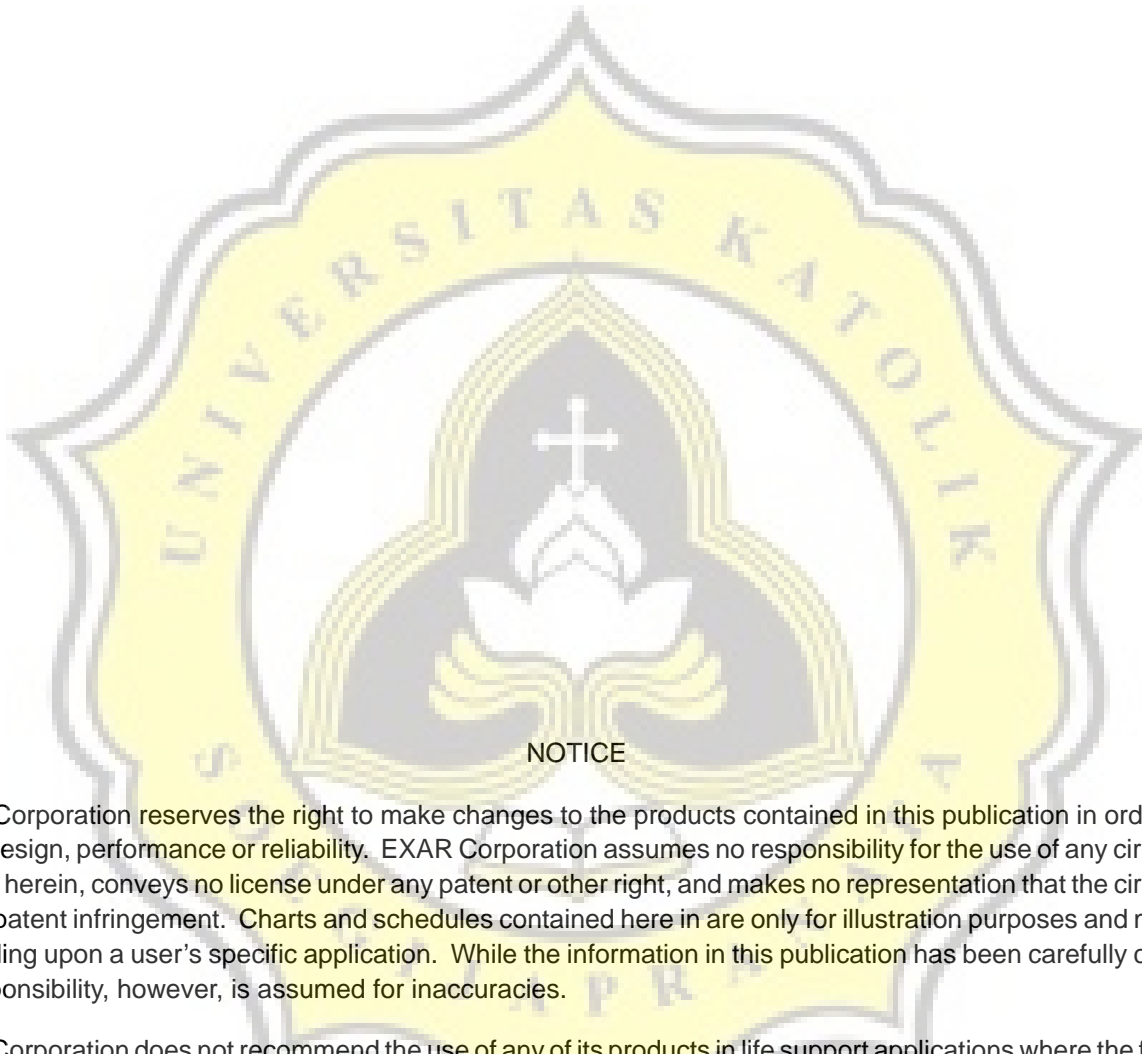 UNIVERSITAS KATOLIK
SOEGIJAPRANATA
NOTICE
Corporation reserves the right to make changes to the products contained in this publication in
esign, performance or reliability. EXAR Corporation assumes no responsibility for the use of any
herein, conveys no license under any patent or other right, and makes no representation that the
patent infringement. Charts and schedules contained here in are only for illustration purposes and
ing upon a user's specific application. While the information in this publication has been carefully
onsibility, however, is assumed for inaccuracies.
Corporation does not recommend the use of any of its products in life support applications where the